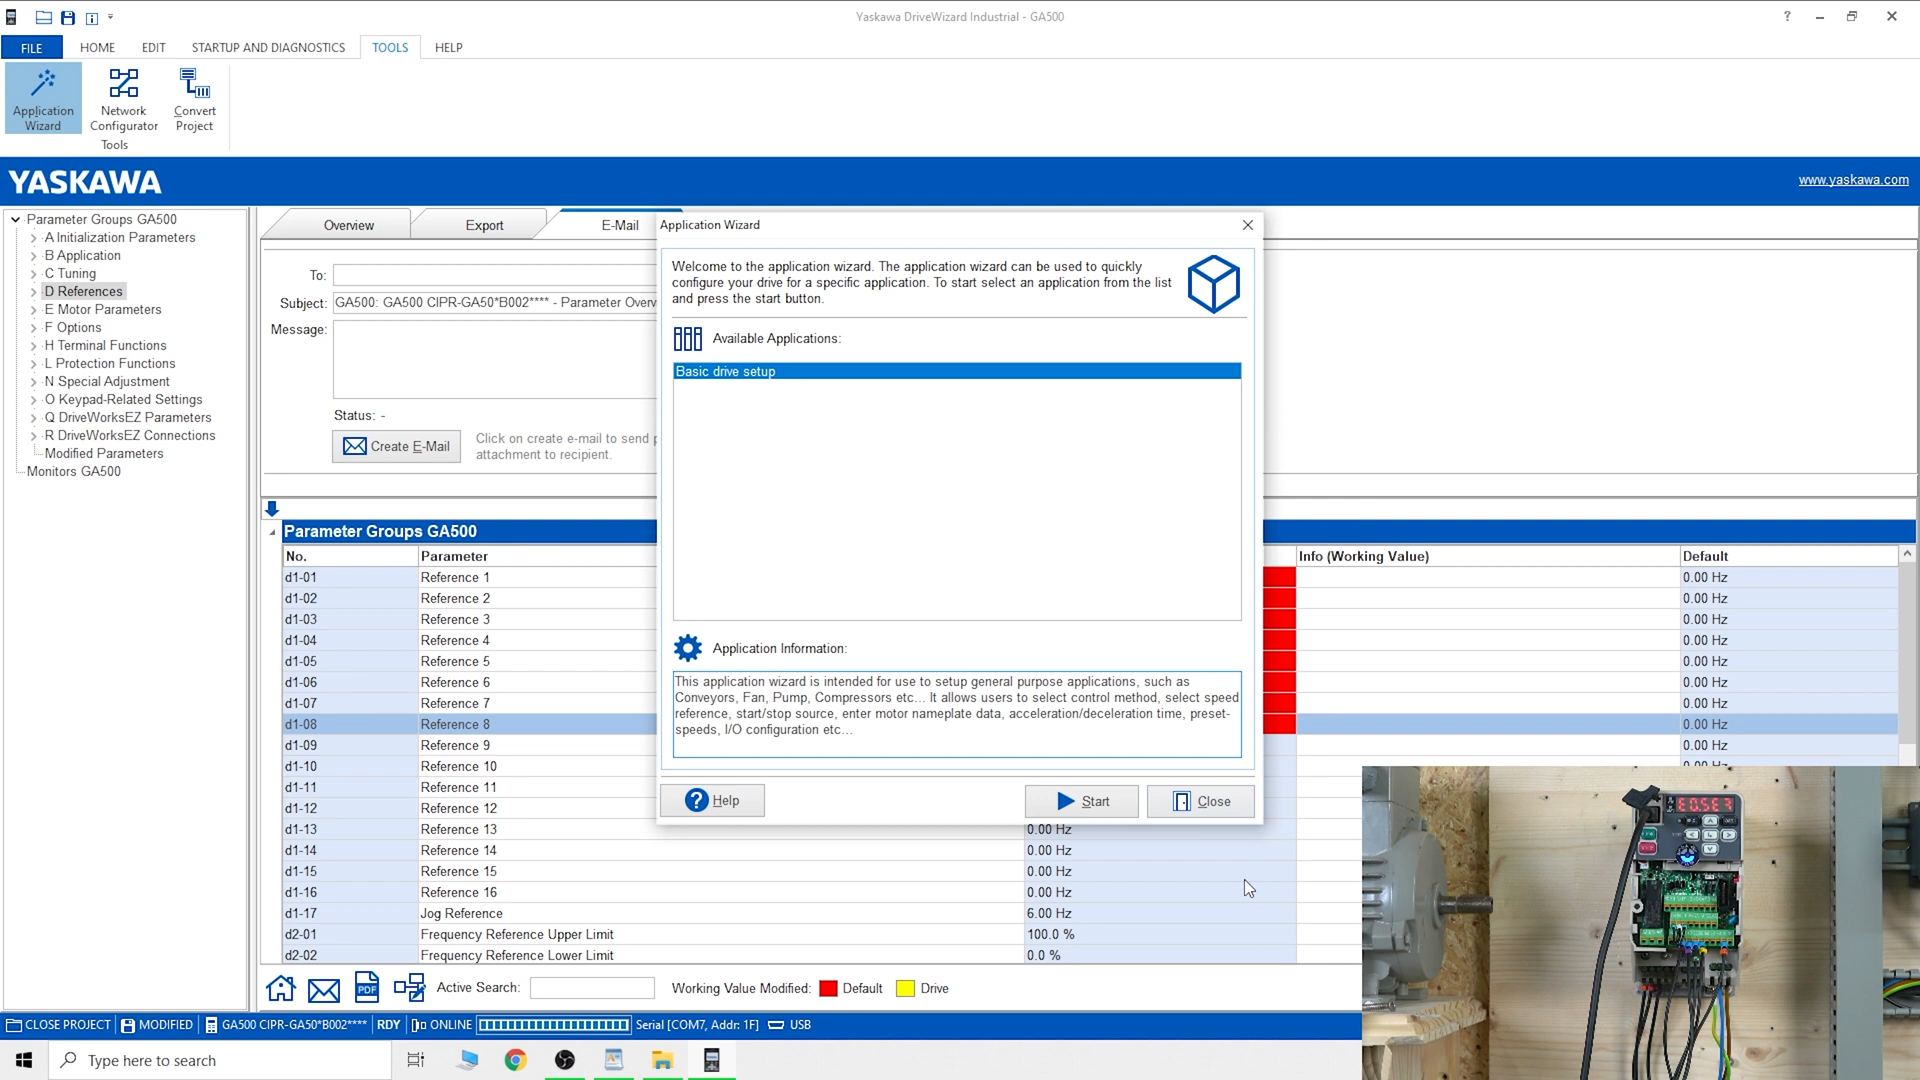 Yaskawa DriveWizard Industrial - GA500
?
FILE
HOME
EDIT
STARTUP AND DIAGNOSTICS
TOOLS
HELP
Application
Wizard
Network
Configurator
Convert
Project
Tools
YASKAWA
www.yaskawa.com
Parameter Groups GA500
A Initialization Parameters
B Application
C Tuning
D References
E Motor Parameters
F Options
H Terminal Functions
L Protection Functions
N Special Adjustment
O Keypad-Related Settings
Q DriveWorksEZ Parameters
R DriveWorksEZ Connections
Modified Parameters
Monitors GA500
Overview
Export
E-Mail
To:
Subject: GA500: GA500 CIPR-GA50*B002**** - Parameter Overv
Message:
Status: -
Create E-Mail
Click on create e-mail to send p
attachment to recipient.
Application Wizard
Welcome to the application wizard. The application wizard can be used to quickly
configure your drive for a specific application. To start select an application from the list
and press the start button.
Available Applications:
Basic drive setup
Application Information:
This application wizard is intended for use to setup general purpose applications, such as
Conveyors, Fan, Pump, Compressors etc... It allows users to select control method, select speed
reference, start/stop source, enter motor nameplate data, acceleration/deceleration time, preset-
speeds, I/O configuration etc...
Help
Start
Close
Parameter Groups GA500
No. Parameter Info (Working Value) Default
d1-01 Reference 1 0.00 Hz
d1-02 Reference 2 0.00 Hz
d1-03 Reference 3 0.00 Hz
d1-04 Reference 4 0.00 Hz
d1-05 Reference 5 0.00 Hz
d1-06 Reference 6 0.00 Hz
d1-07 Reference 7 0.00 Hz
d1-08 Reference 8 0.00 Hz
d1-09 Reference 9 0.00 Hz
d1-10 Reference 10 0.00 Hz
d1-11 Reference 11
d1-12 Reference 12
d1-13 Reference 13 0.00 Hz
d1-14 Reference 14 0.00 Hz
d1-15 Reference 15 0.00 Hz
d1-16 Reference 16 0.00 Hz
d1-17 Jog Reference 6.00 Hz
d2-01 Frequency Reference Upper Limit 100.0 %
d2-02 Frequency Reference Lower Limit 0.0 %
PDF
Active Search:
Working Value Modified:
Default
Drive
CLOSE PROJECT
MODIFIED
GA500 CIPR-GA50*B002****
RDY
ONLINE
Serial [COM7, Addr: 1F]
USB
Type here to search